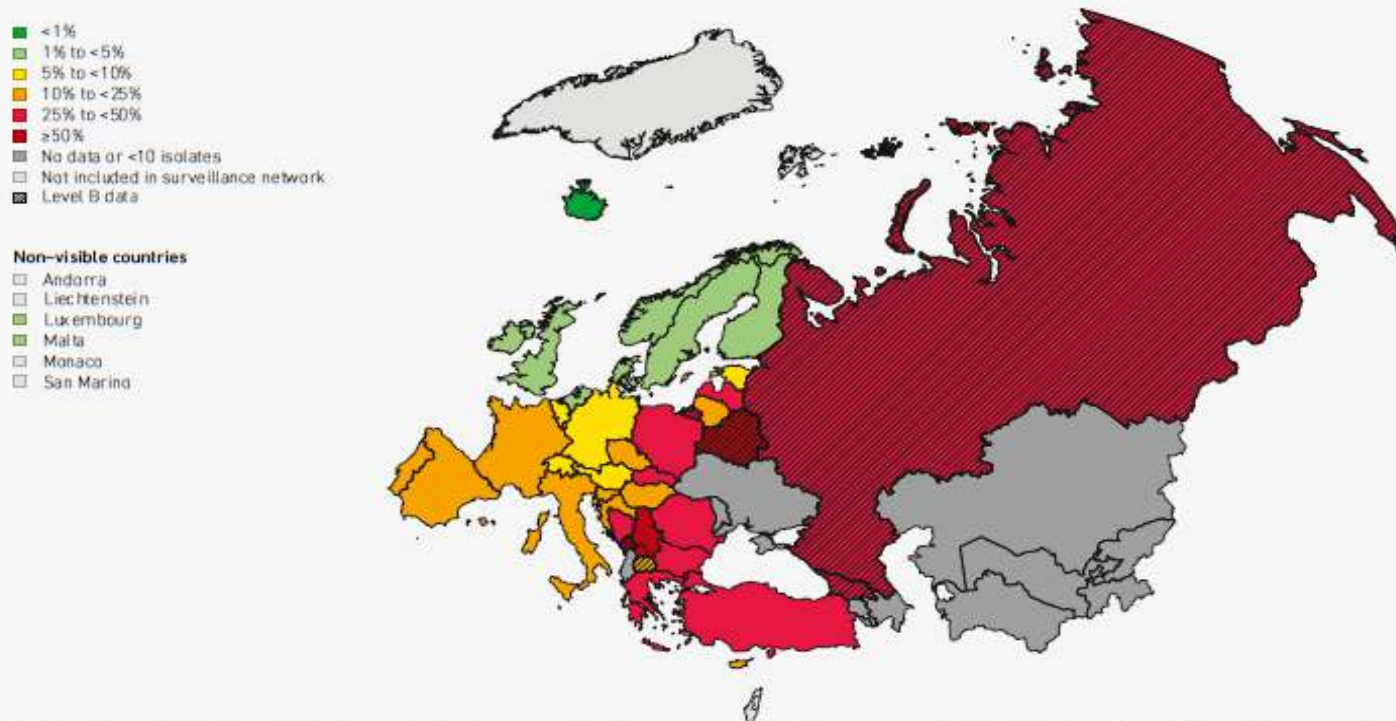 <1%
1% to <5%
5% to <10%
10% to <25%
25% to <50%
≥50%
No data or <10 isolates
Not included in surveillance network
Level B data
Non-visible countries
Andorra
Liechtenstein
Luxembourg
Malta
Monaco
San Marino